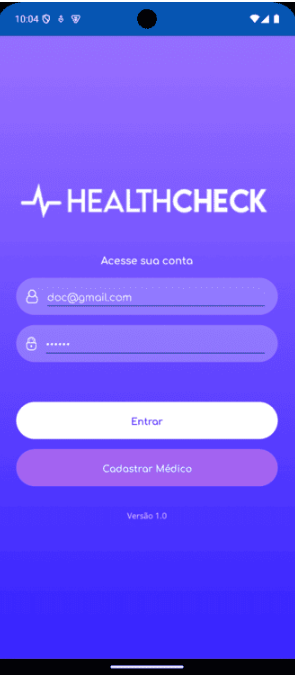 10:04
HEALTHCHECK
Acesse sua conta
doc@gmail.com
••••••
Entrar
Cadastrar Médico
Versão 1.0